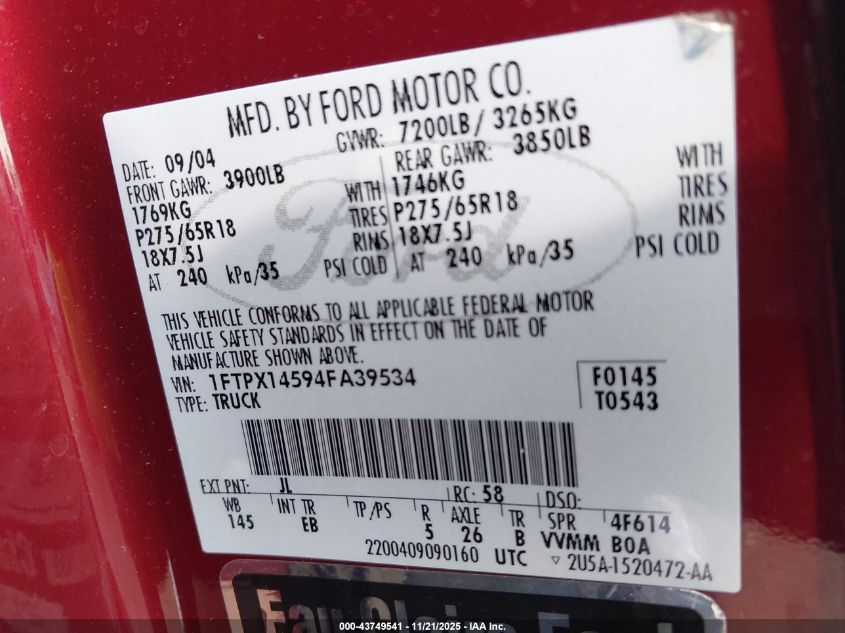 MFD. BY FORD MOTOR CO.
DATE: 09/04 GVWR: 7200LB / 3265KG
FRONT GAWR: 3900LB REAR GAWR: 3850LB
1769KG WITH 1746KG WITH
P275/65R18 TIRES P275/65R18 TIRES
18X7.5J RIMS 18X7.5J RIMS
AT 240 kPa/35 PSI COLD AT 240 kPa/35 PSI COLD
Ford
THIS VEHICLE CONFORMS TO ALL APPLICABLE FEDERAL MOTOR
VEHICLE SAFETY STANDARDS IN EFFECT ON THE DATE OF
MANUFACTURE SHOWN ABOVE.
VIN: 1FTPX14594FA39534 F0145
TYPE: TRUCK T0543
EXT PNT: JL RC: 58 DSO:
WB INT TR TP/PS R AXLE TR SPR 4F614
145 EB 5 26 B VVMM BOA
2200409090160 UTC ▽ 2U5A-1520472-AA
000-43749541 - 11/21/2025 - IAA Inc.